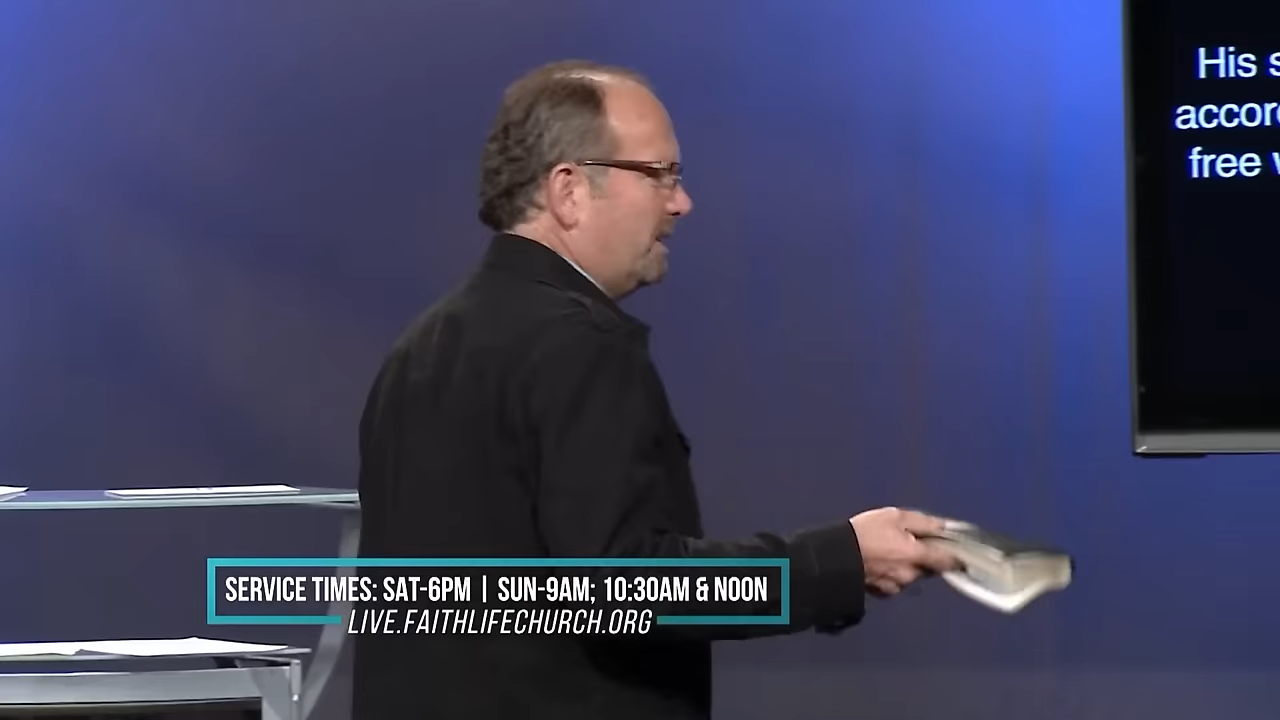 His
accor
free
SERVICE TIMES: SAT-6PM | SUN-9AM; 10:30AM & NOON
LIVE.FAITHLIFECHURCH.ORG